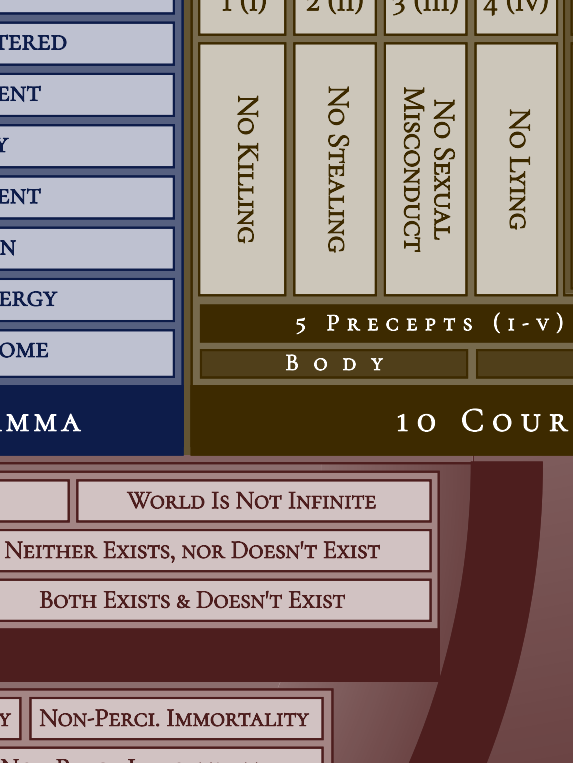 TERED
ENT
Y
ENT
N
ERGY
OME
MMA
1 (I)
2 (II)
3 (III)
4 (IV)
No Killing
No Stealing
No Sexual
Misconduct
No Lying
5 Precepts (I-V)
Body
10 Cour
World Is Not Infinite
Neither Exists, nor Doesn't Exist
Both Exists & Doesn't Exist
Y
Non-Perci. Immortality